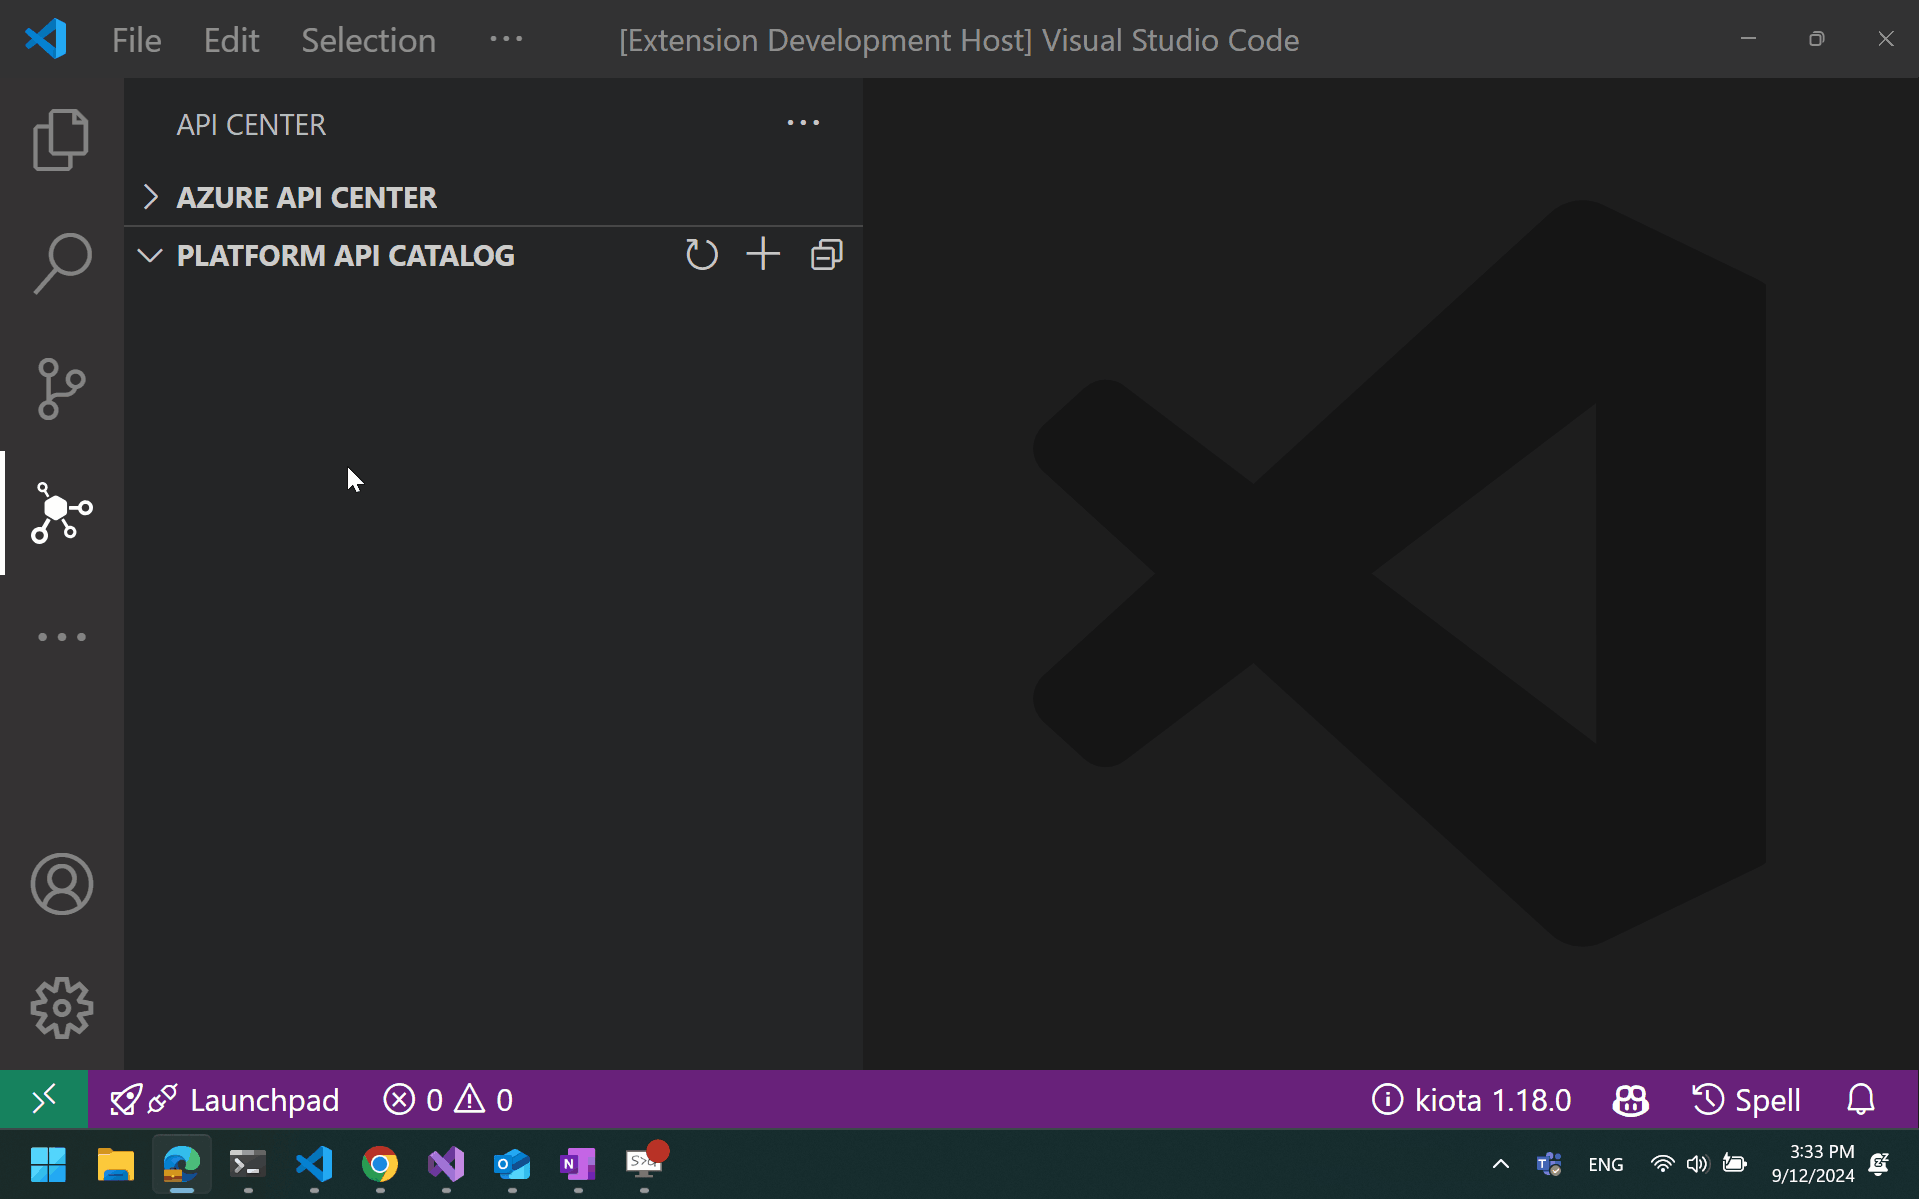 File Edit Selection ··· [Extension Development Host] Visual Studio Code
API CENTER
AZURE API CENTER
PLATFORM API CATALOG
Launchpad 0 0 kiota 1.18.0 Spell
ENG
3:33 PM
9/12/2024